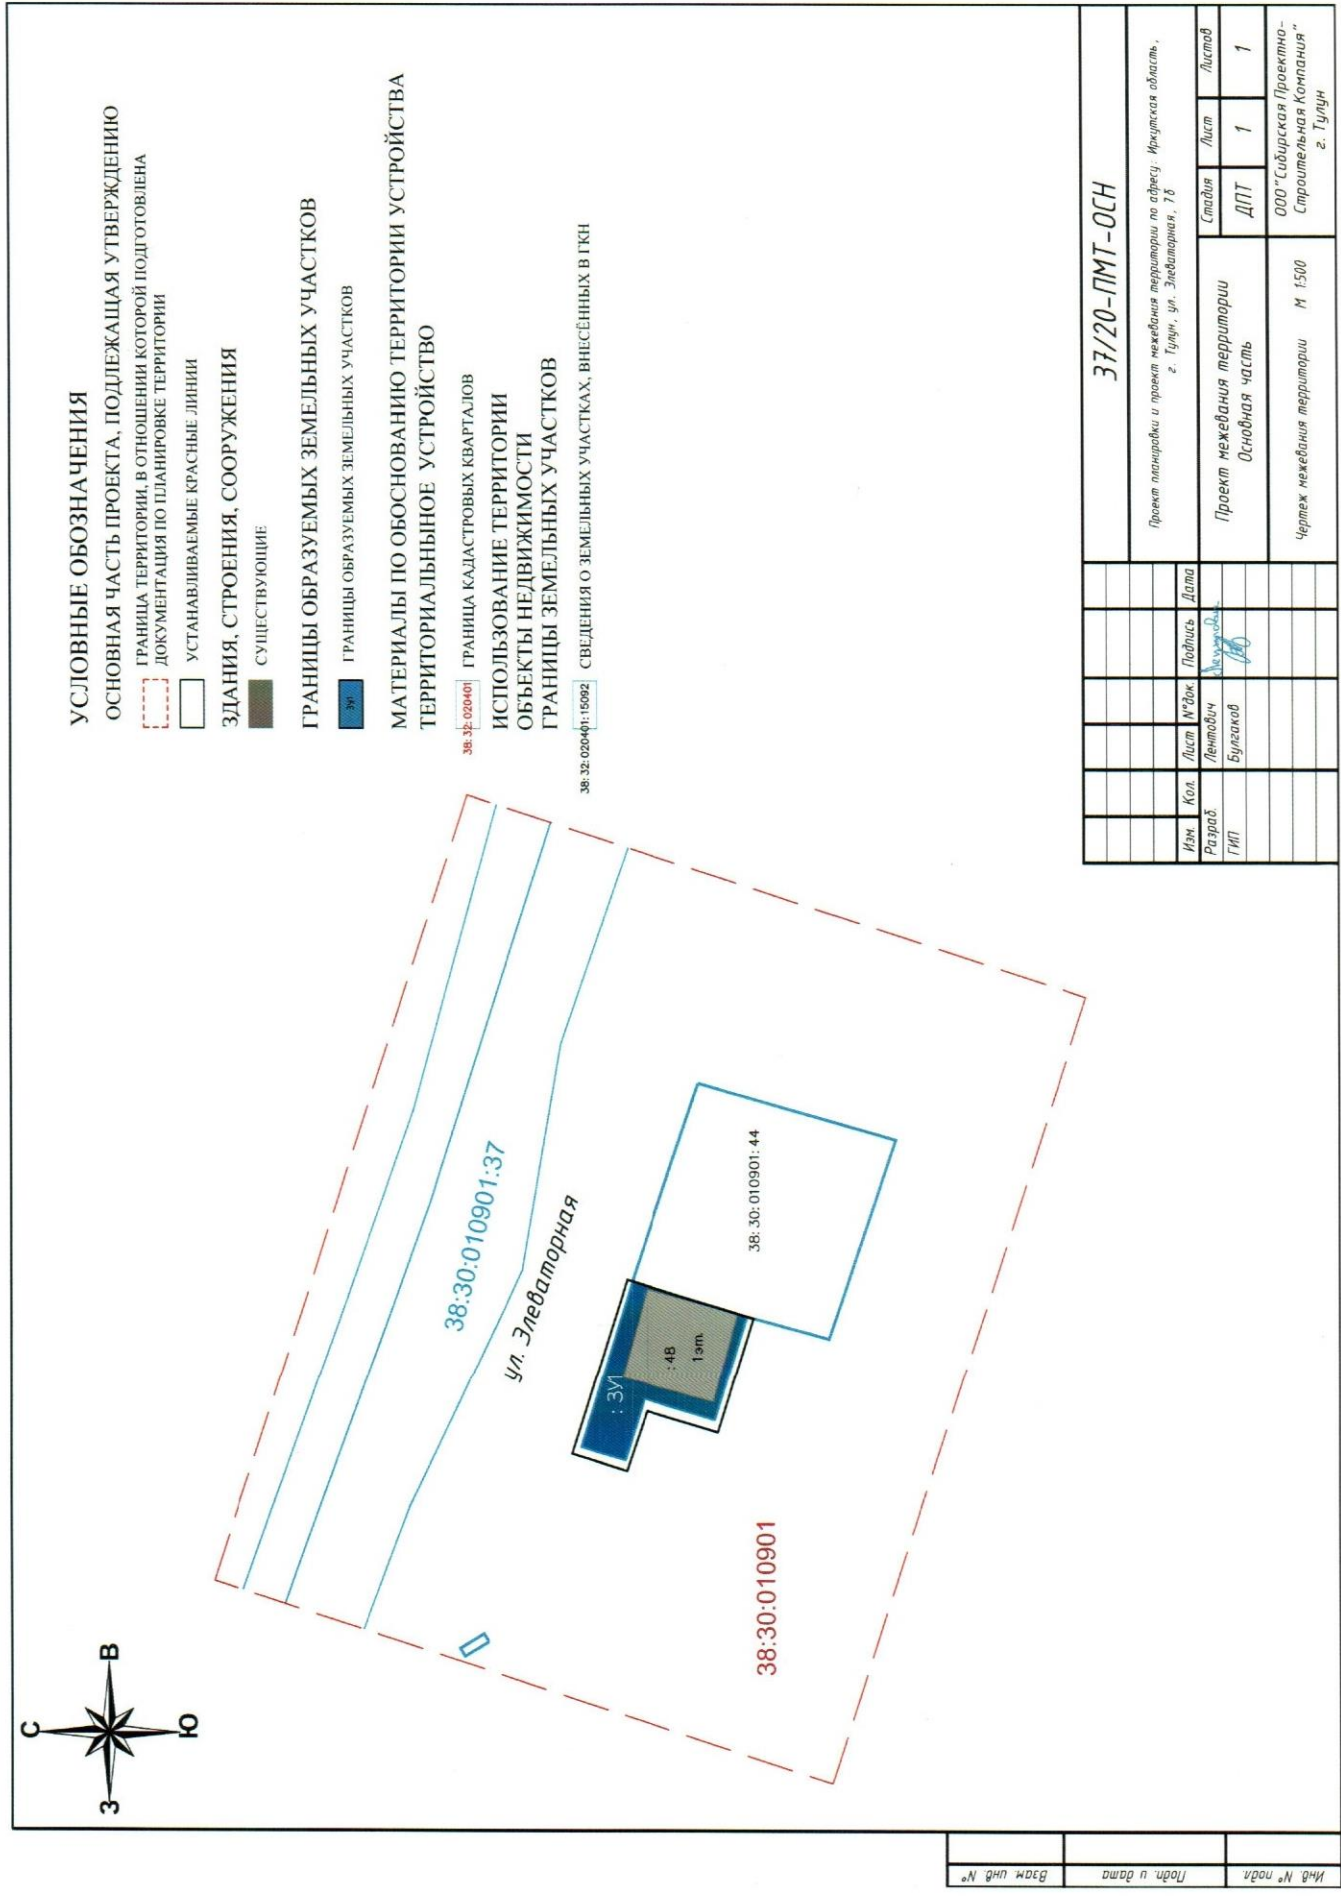 УСЛОВНЫЕ ОБОЗНАЧЕНИЯ
ОСНОВНАЯ ЧАСТЬ ПРОЕКТА, ПОДЛЕЖАЩАЯ УТВЕРЖДЕНИЮ
ГРАНИЦА ТЕРРИТОРИИ, В ОТНОШЕНИИ КОТОРОЙ ПОДГОТОВЛЕНА
ДОКУМЕНТАЦИЯ ПО ПЛАНИРОВКЕ ТЕРРИТОРИИ
УСТАНАВЛИВАЕМЫЕ КРАСНЫЕ ЛИНИИ
ЗДАНИЯ, СТРОЕНИЯ, СООРУЖЕНИЯ
СУЩЕСТВУЮЩИЕ
ГРАНИЦЫ ОБРАЗУЕМЫХ ЗЕМЕЛЬНЫХ УЧАСТКОВ
ЗУ1 ГРАНИЦЫ ОБРАЗУЕМЫХ ЗЕМЕЛЬНЫХ УЧАСТКОВ
МАТЕРИАЛЫ ПО ОБОСНОВАНИЮ ТЕРРИТОРИИ УСТРОЙСТВА
ТЕРРИТОРИАЛЬНЫНОЕ УСТРОЙСТВО
38:32:020401 ГРАНИЦА КАДАСТРОВЫХ КВАРТАЛОВ
ИСПОЛЬЗОВАНИЕ ТЕРРИТОРИИ
ОБЪЕКТЫ НЕДВИЖИМОСТИ
ГРАНИЦЫ ЗЕМЕЛЬНЫХ УЧАСТКОВ
38:32:020401:15092 СВЕДЕНИЯ О ЗЕМЕЛЬНЫХ УЧАСТКАХ, ВНЕСЁННЫХ В ГКН
С
З
В
Ю
38:30:010901:37
ул. Элеваторная
: ЗУ1
:48
1эт.
38:30:010901:44
38:30:010901
37/20-ПМТ-ОСН
Проект планировки и проект межевания территории по адресу: Иркутская область,
г. Тулун, ул. Элеваторная, 7б
Изм. Кол. Лист N°док. Подпись Дата
Разраб. Лентович
ГИП Булгаков
Проект межевания территории
Основная часть
Стадия Лист Листов
ДПТ 1 1
Чертеж межевания территории М 1:500
ООО "Сибирская Проектно-
Строительная Компания"
г. Тулун
Взам. инв. N°
Подп. и дата
Инв. N° подл.